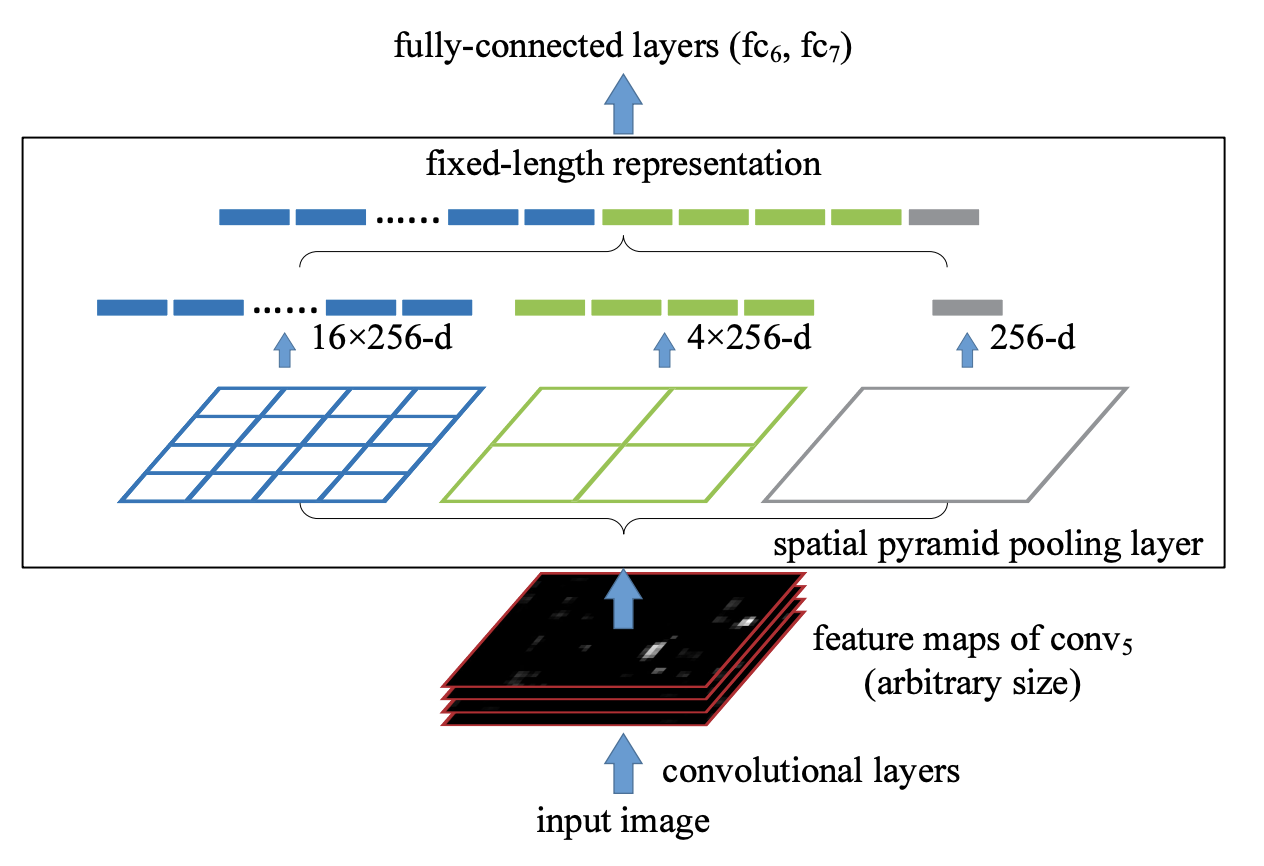 fully-connected layers (fc₆, fc₇)
fixed-length representation
......
......
16×256-d
4×256-d
256-d
spatial pyramid pooling layer
feature maps of conv₅
(arbitrary size)
convolutional layers
input image